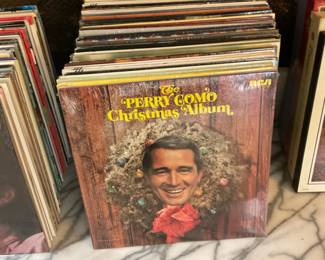 The
PERRY COMO
Christmas Album
RCA